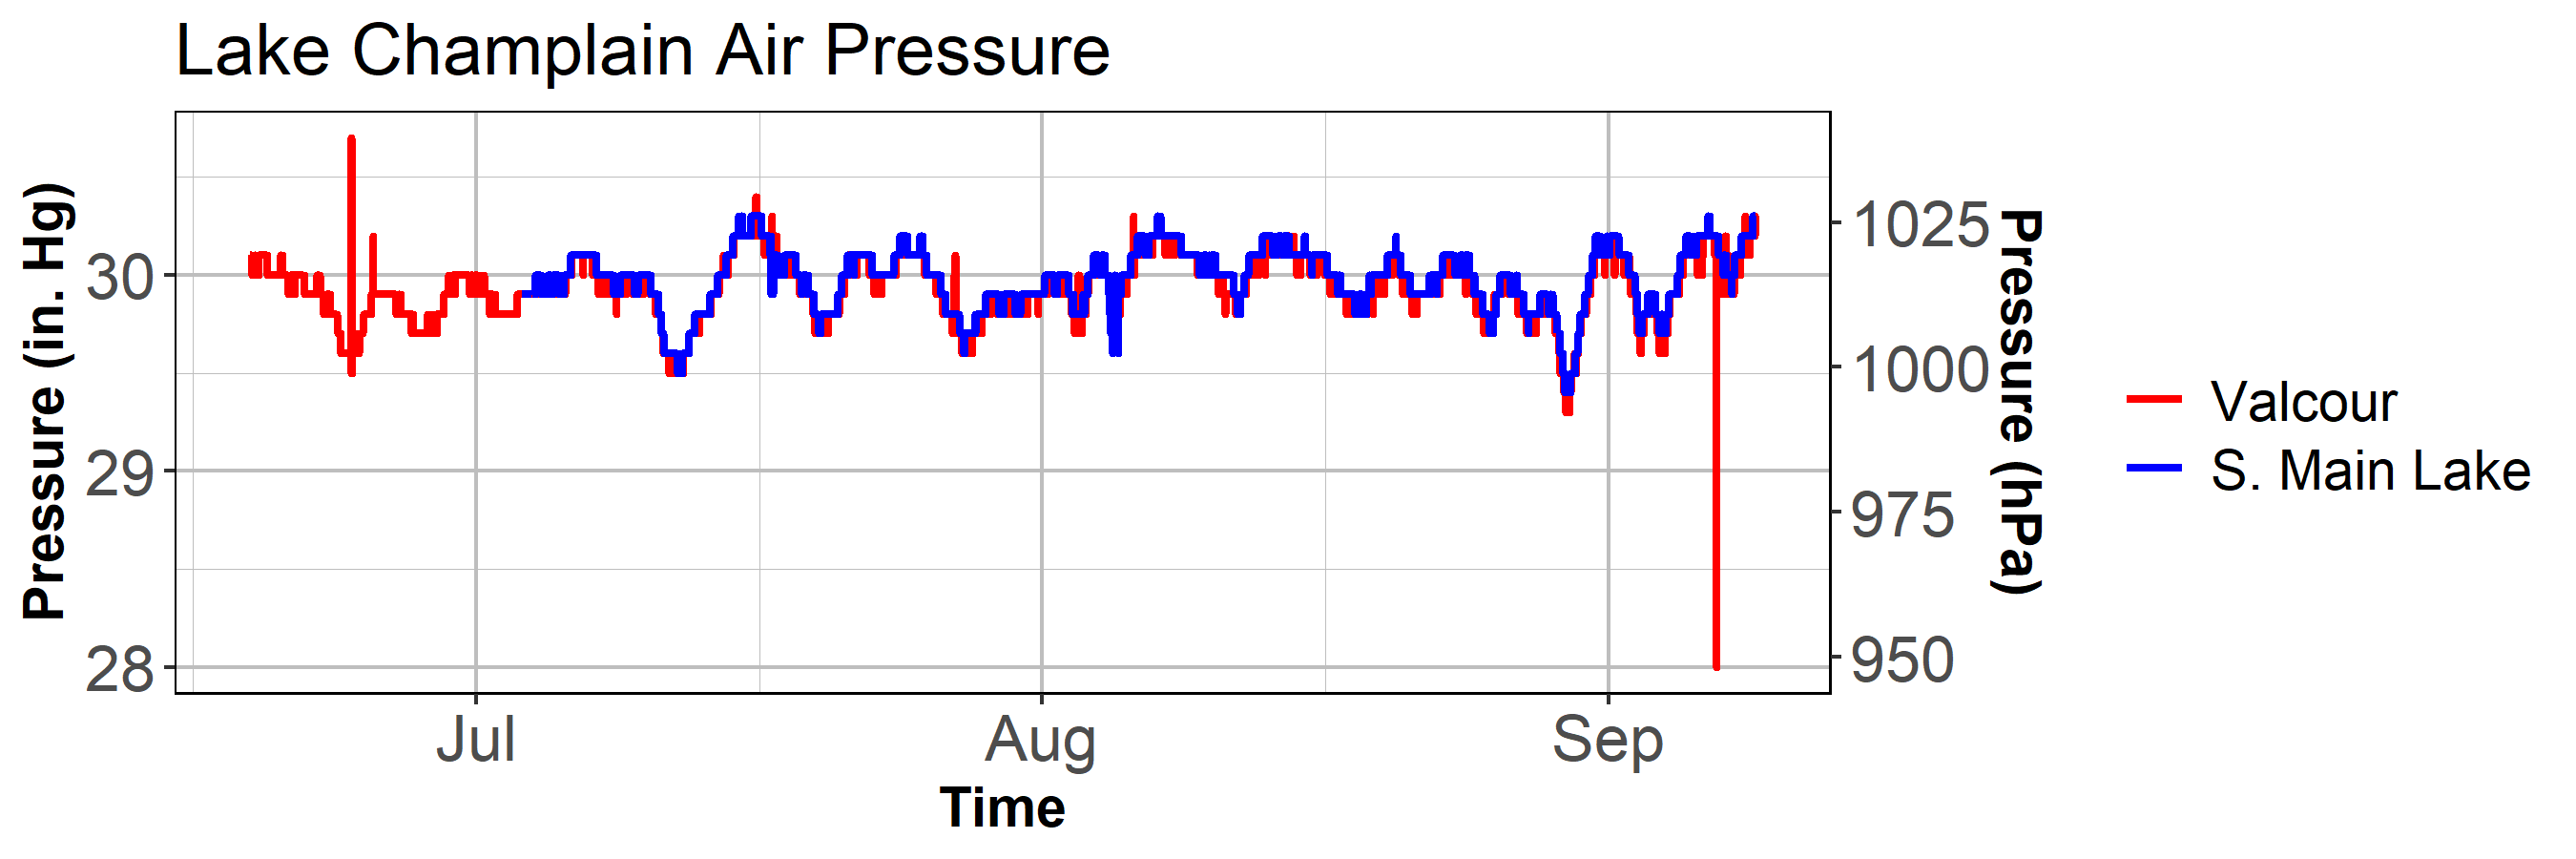 Lake Champlain Air Pressure
Pressure (in. Hg)
30
29
28
1025
1000
975
950
Pressure (hPa)
Jul
Aug
Sep
Time
Valcour
S. Main Lake